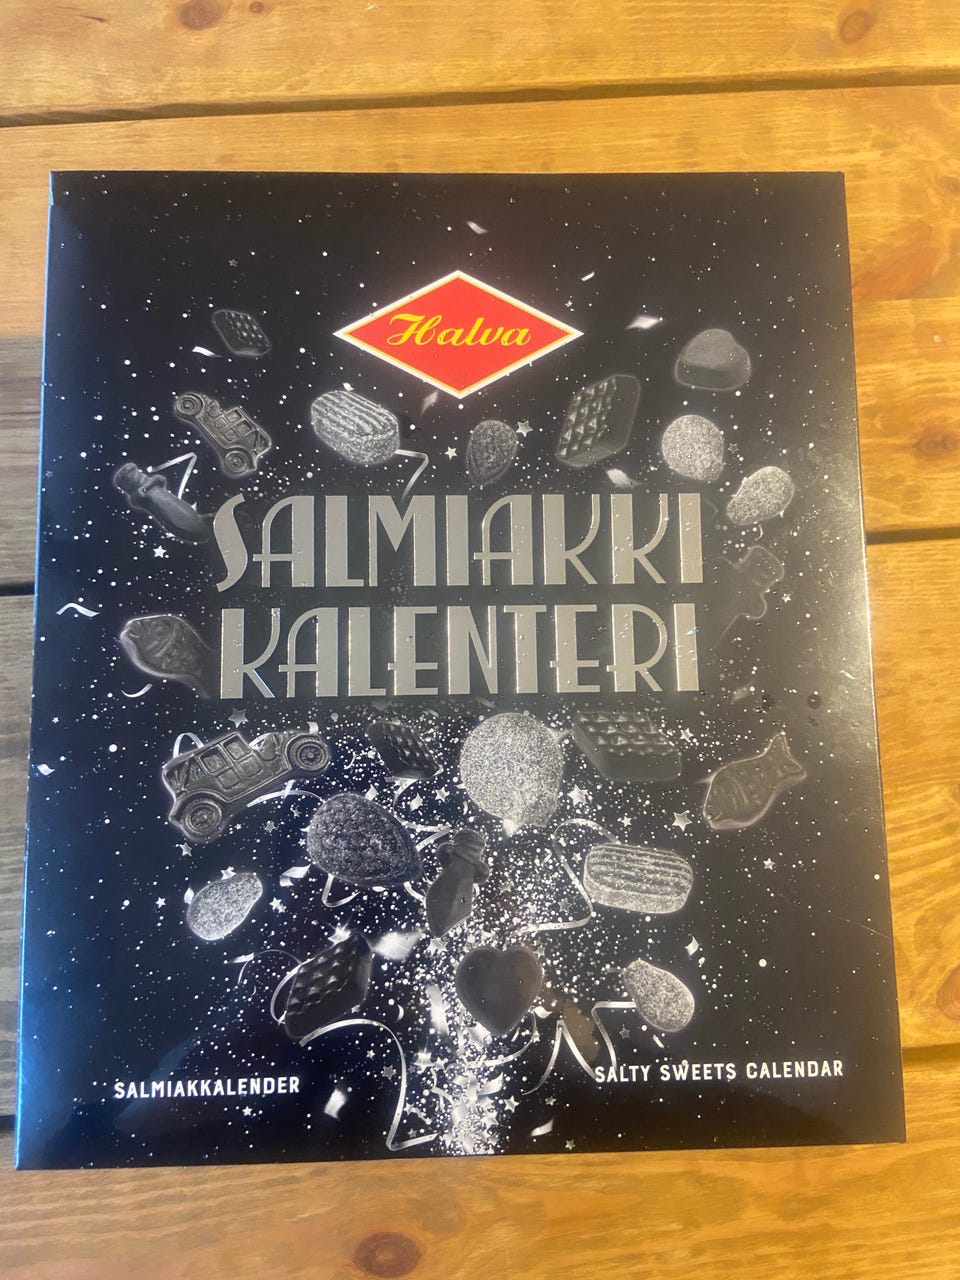 Halva
SALMIAKKI
KALENTERI
SALMIAKKALENDER
SALTY SWEETS CALENDAR